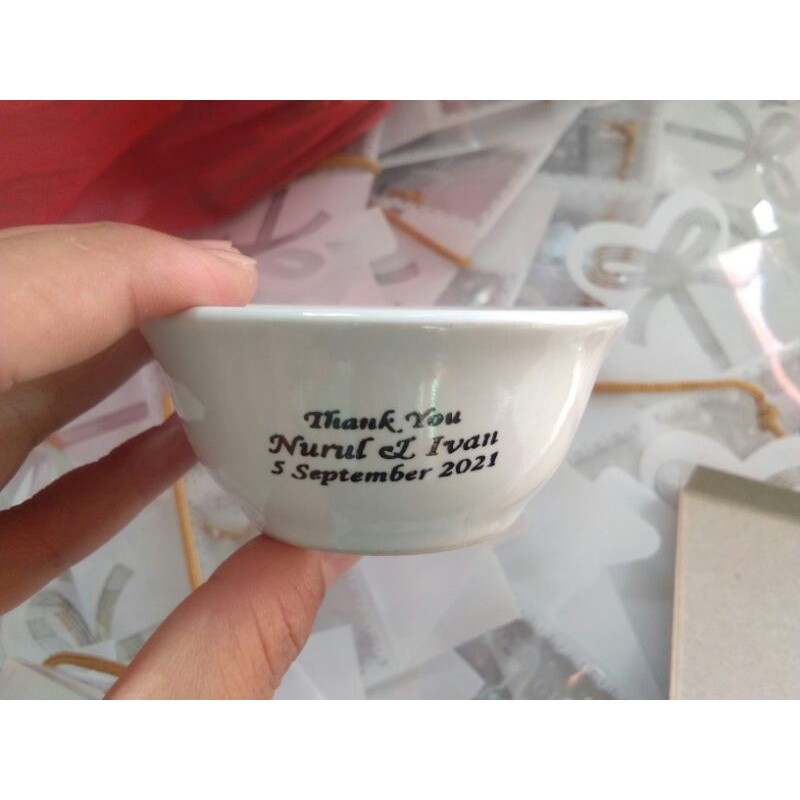 Thank You
Nurul & Ivan
5 September 2021